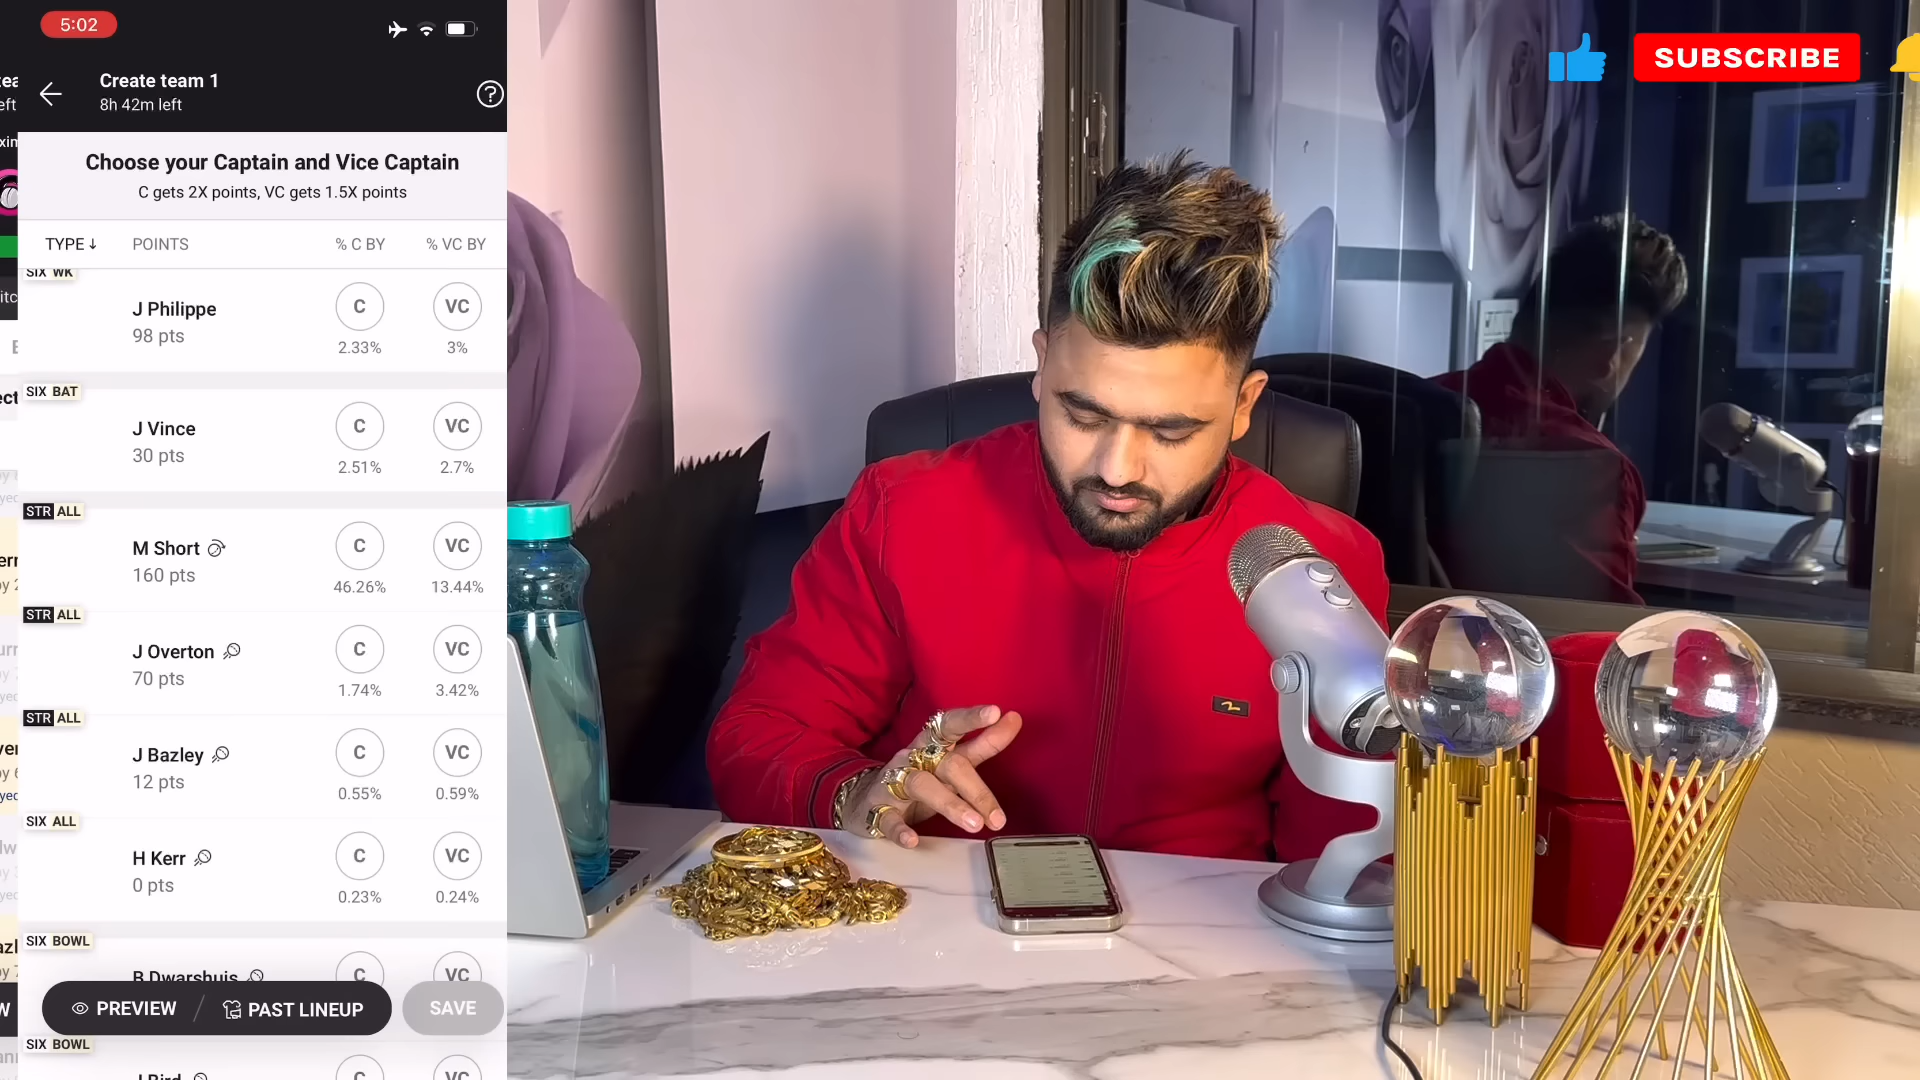 5:02
Create team 1
8h 42m left
Choose your Captain and Vice Captain
C gets 2X points, VC gets 1.5X points
TYPE ↓ POINTS % C BY % VC BY
SIX WK
J Philippe C VC
98 pts 2.33% 3%
SIX BAT
J Vince C VC
30 pts 2.51% 2.7%
STR ALL
M Short C VC
160 pts 46.26% 13.44%
STR ALL
J Overton C VC
70 pts 1.74% 3.42%
STR ALL
J Bazley C VC
12 pts 0.55% 0.59%
SIX ALL
H Kerr C VC
0 pts 0.23% 0.24%
SIX BOWL
B Dwarshuis C VC
PREVIEW / PAST LINEUP SAVE
SIX BOWL
J Bird C VC
SUBSCRIBE